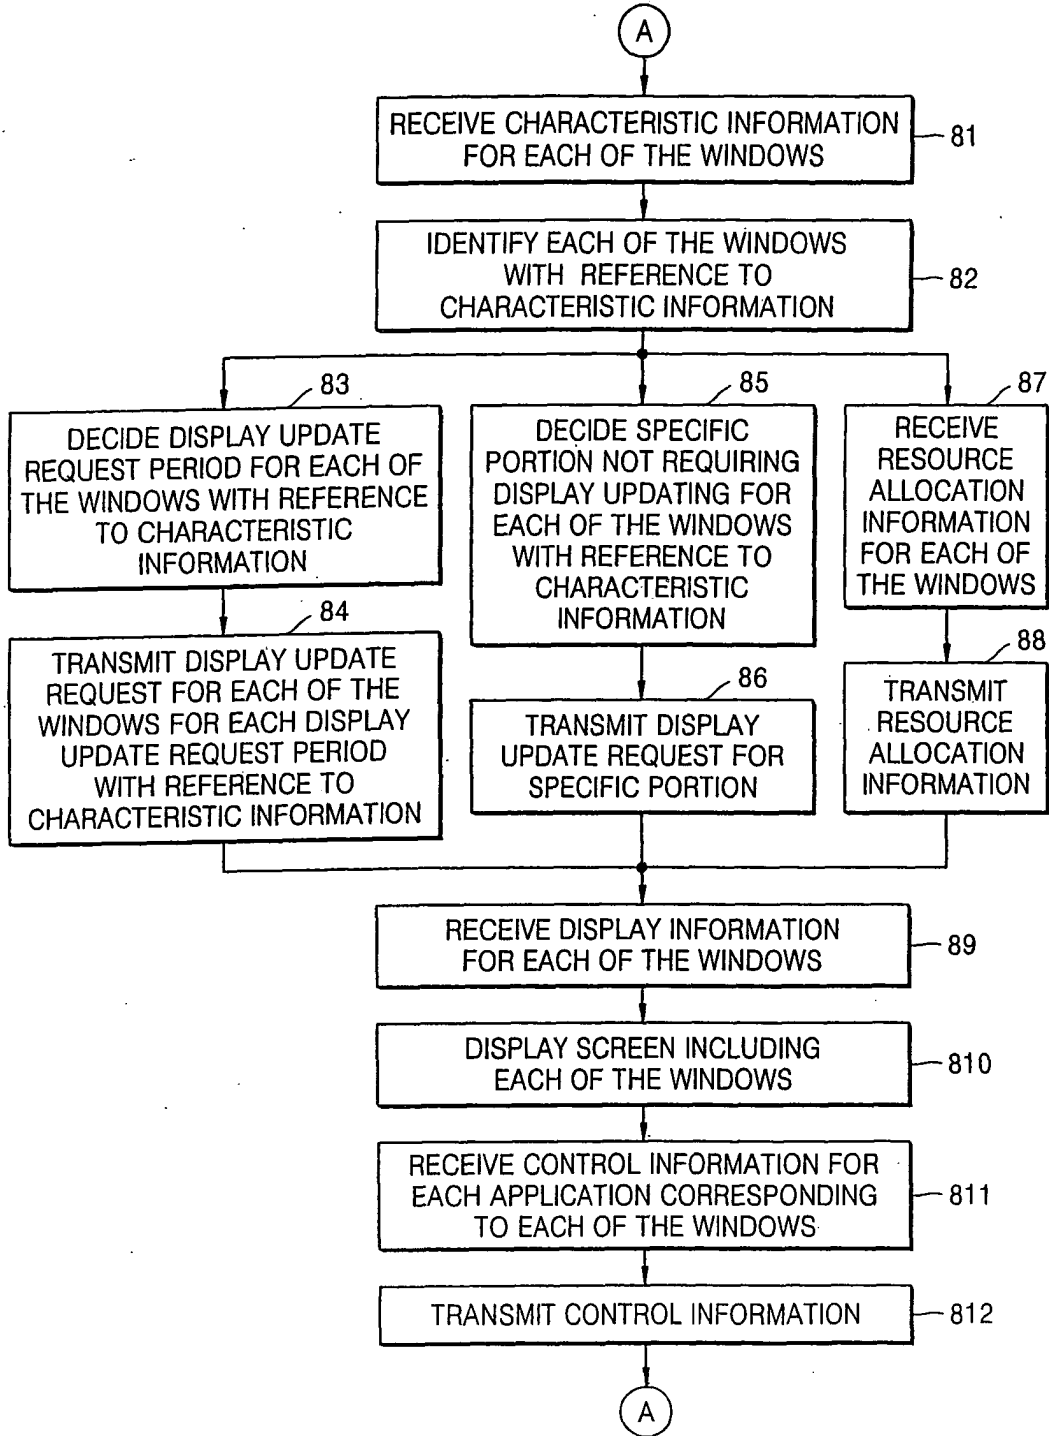 A
RECEIVE CHARACTERISTIC INFORMATION
FOR EACH OF THE WINDOWS
81
IDENTIFY EACH OF THE WINDOWS
WITH REFERENCE TO
CHARACTERISTIC INFORMATION
82
83
DECIDE DISPLAY UPDATE
REQUEST PERIOD FOR EACH OF
THE WINDOWS WITH REFERENCE
TO CHARACTERISTIC
INFORMATION
84
TRANSMIT DISPLAY UPDATE
REQUEST FOR EACH OF THE
WINDOWS FOR EACH DISPLAY
UPDATE REQUEST PERIOD
WITH REFERENCE TO
CHARACTERISTIC INFORMATION
85
DECIDE SPECIFIC
PORTION NOT REQUIRING
DISPLAY UPDATING FOR
EACH OF THE WINDOWS
WITH REFERENCE TO
CHARACTERISTIC
INFORMATION
86
TRANSMIT DISPLAY
UPDATE REQUEST FOR
SPECIFIC PORTION
87
RECEIVE
RESOURCE
ALLOCATION
INFORMATION
FOR EACH OF
THE WINDOWS
88
TRANSMIT
RESOURCE
ALLOCATION
INFORMATION
RECEIVE DISPLAY INFORMATION
FOR EACH OF THE WINDOWS
89
DISPLAY SCREEN INCLUDING
EACH OF THE WINDOWS
810
RECEIVE CONTROL INFORMATION FOR
EACH APPLICATION CORRESPONDING
TO EACH OF THE WINDOWS
811
TRANSMIT CONTROL INFORMATION
812
A